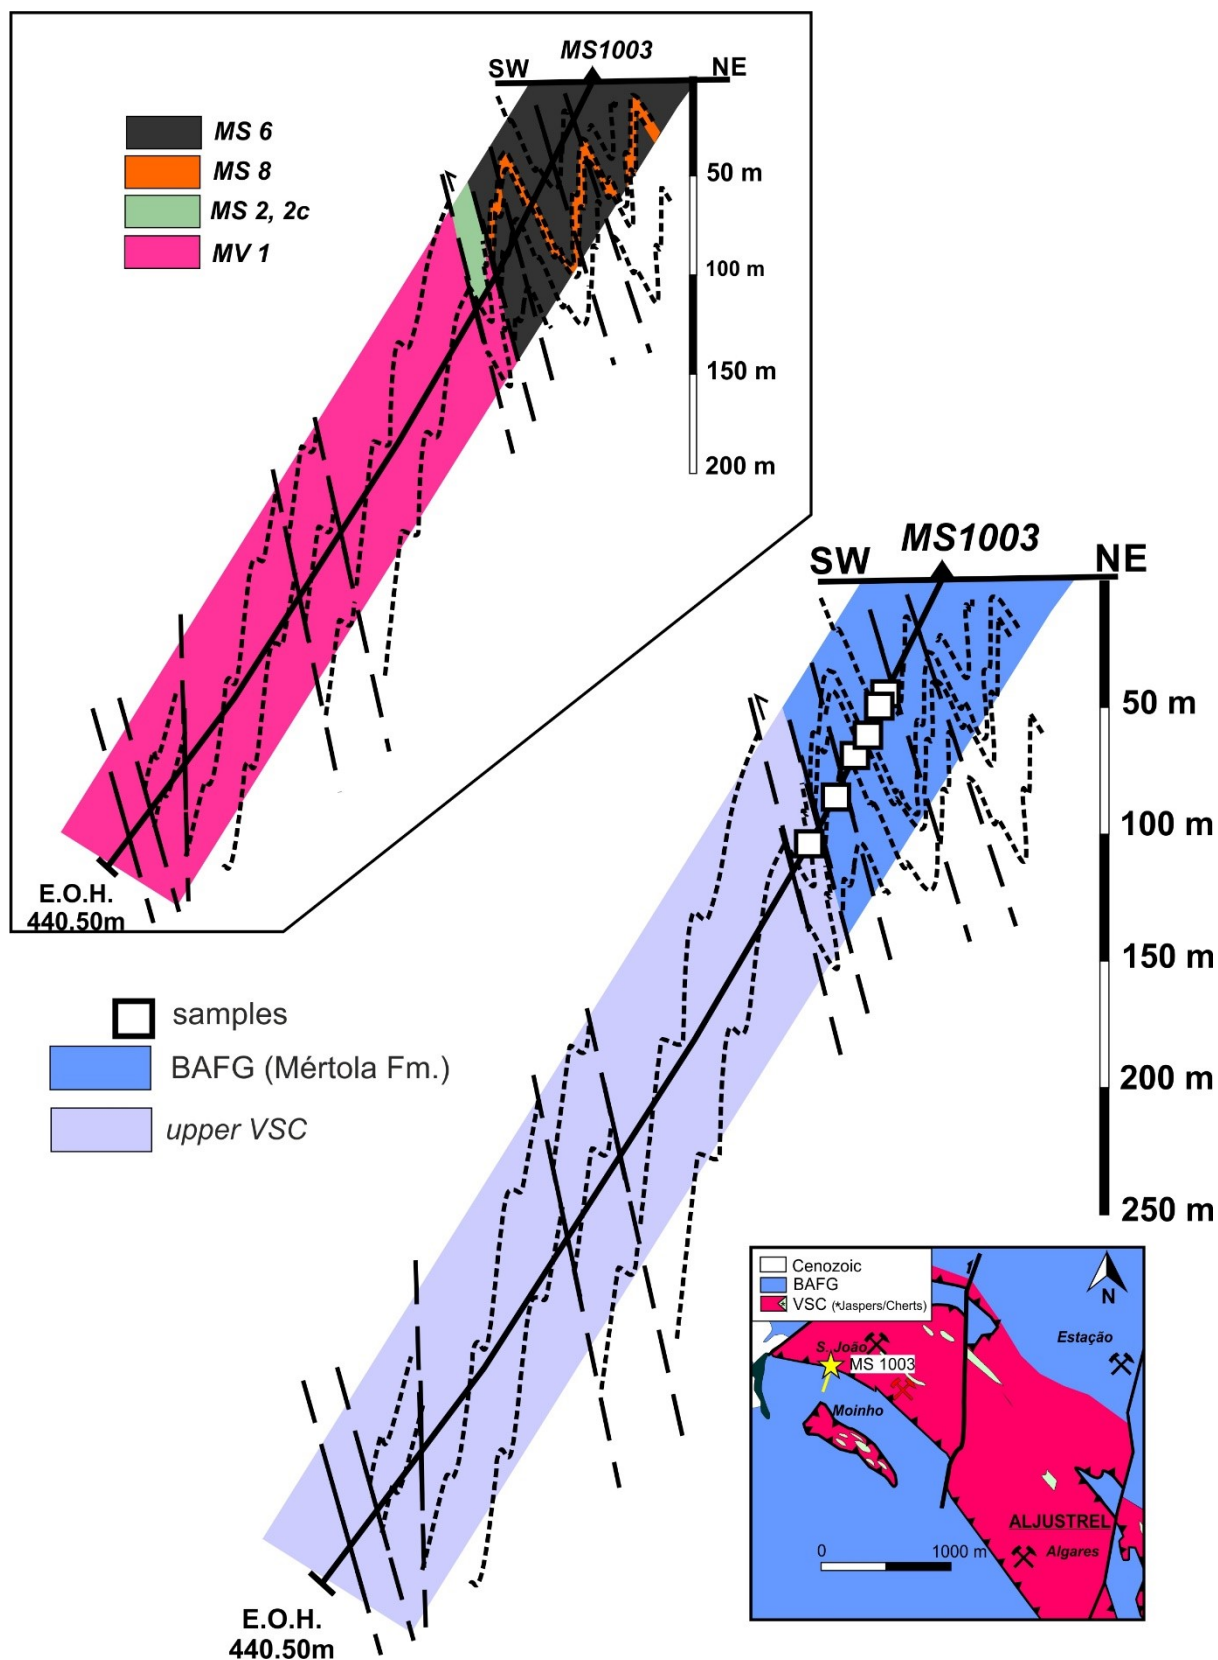 MS1003
SW
NE
MS 6
MS 8
MS 2, 2c
MV 1
50 m
100 m
150 m
200 m
E.O.H.
440.50m
MS1003
SW
NE
50 m
100 m
150 m
200 m
250 m
samples
BAFG (Mértola Fm.)
upper VSC
E.O.H.
440.50m
Cenozoic
BAFG
VSC (*Jaspers/Cherts)
N
Estação
S. João
MS 1003
Moinho
ALJUSTREL
Algares
0 1000 m